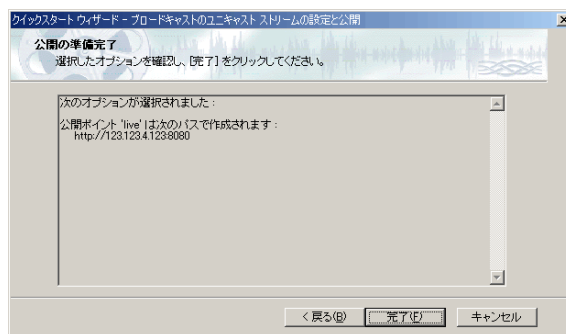 クイックスタート ウィザード - ブロードキャストのユニキャスト ストリームの設定と公開
公開の準備完了
選択したオプションを確認し、[完了] をクリックしてください。
次のオプションが選択されました :
公開ポイント 'live' は次のパスで作成されます :
http://123.123.4.123:8080
< 戻る(B)
完了(F)
キャンセル